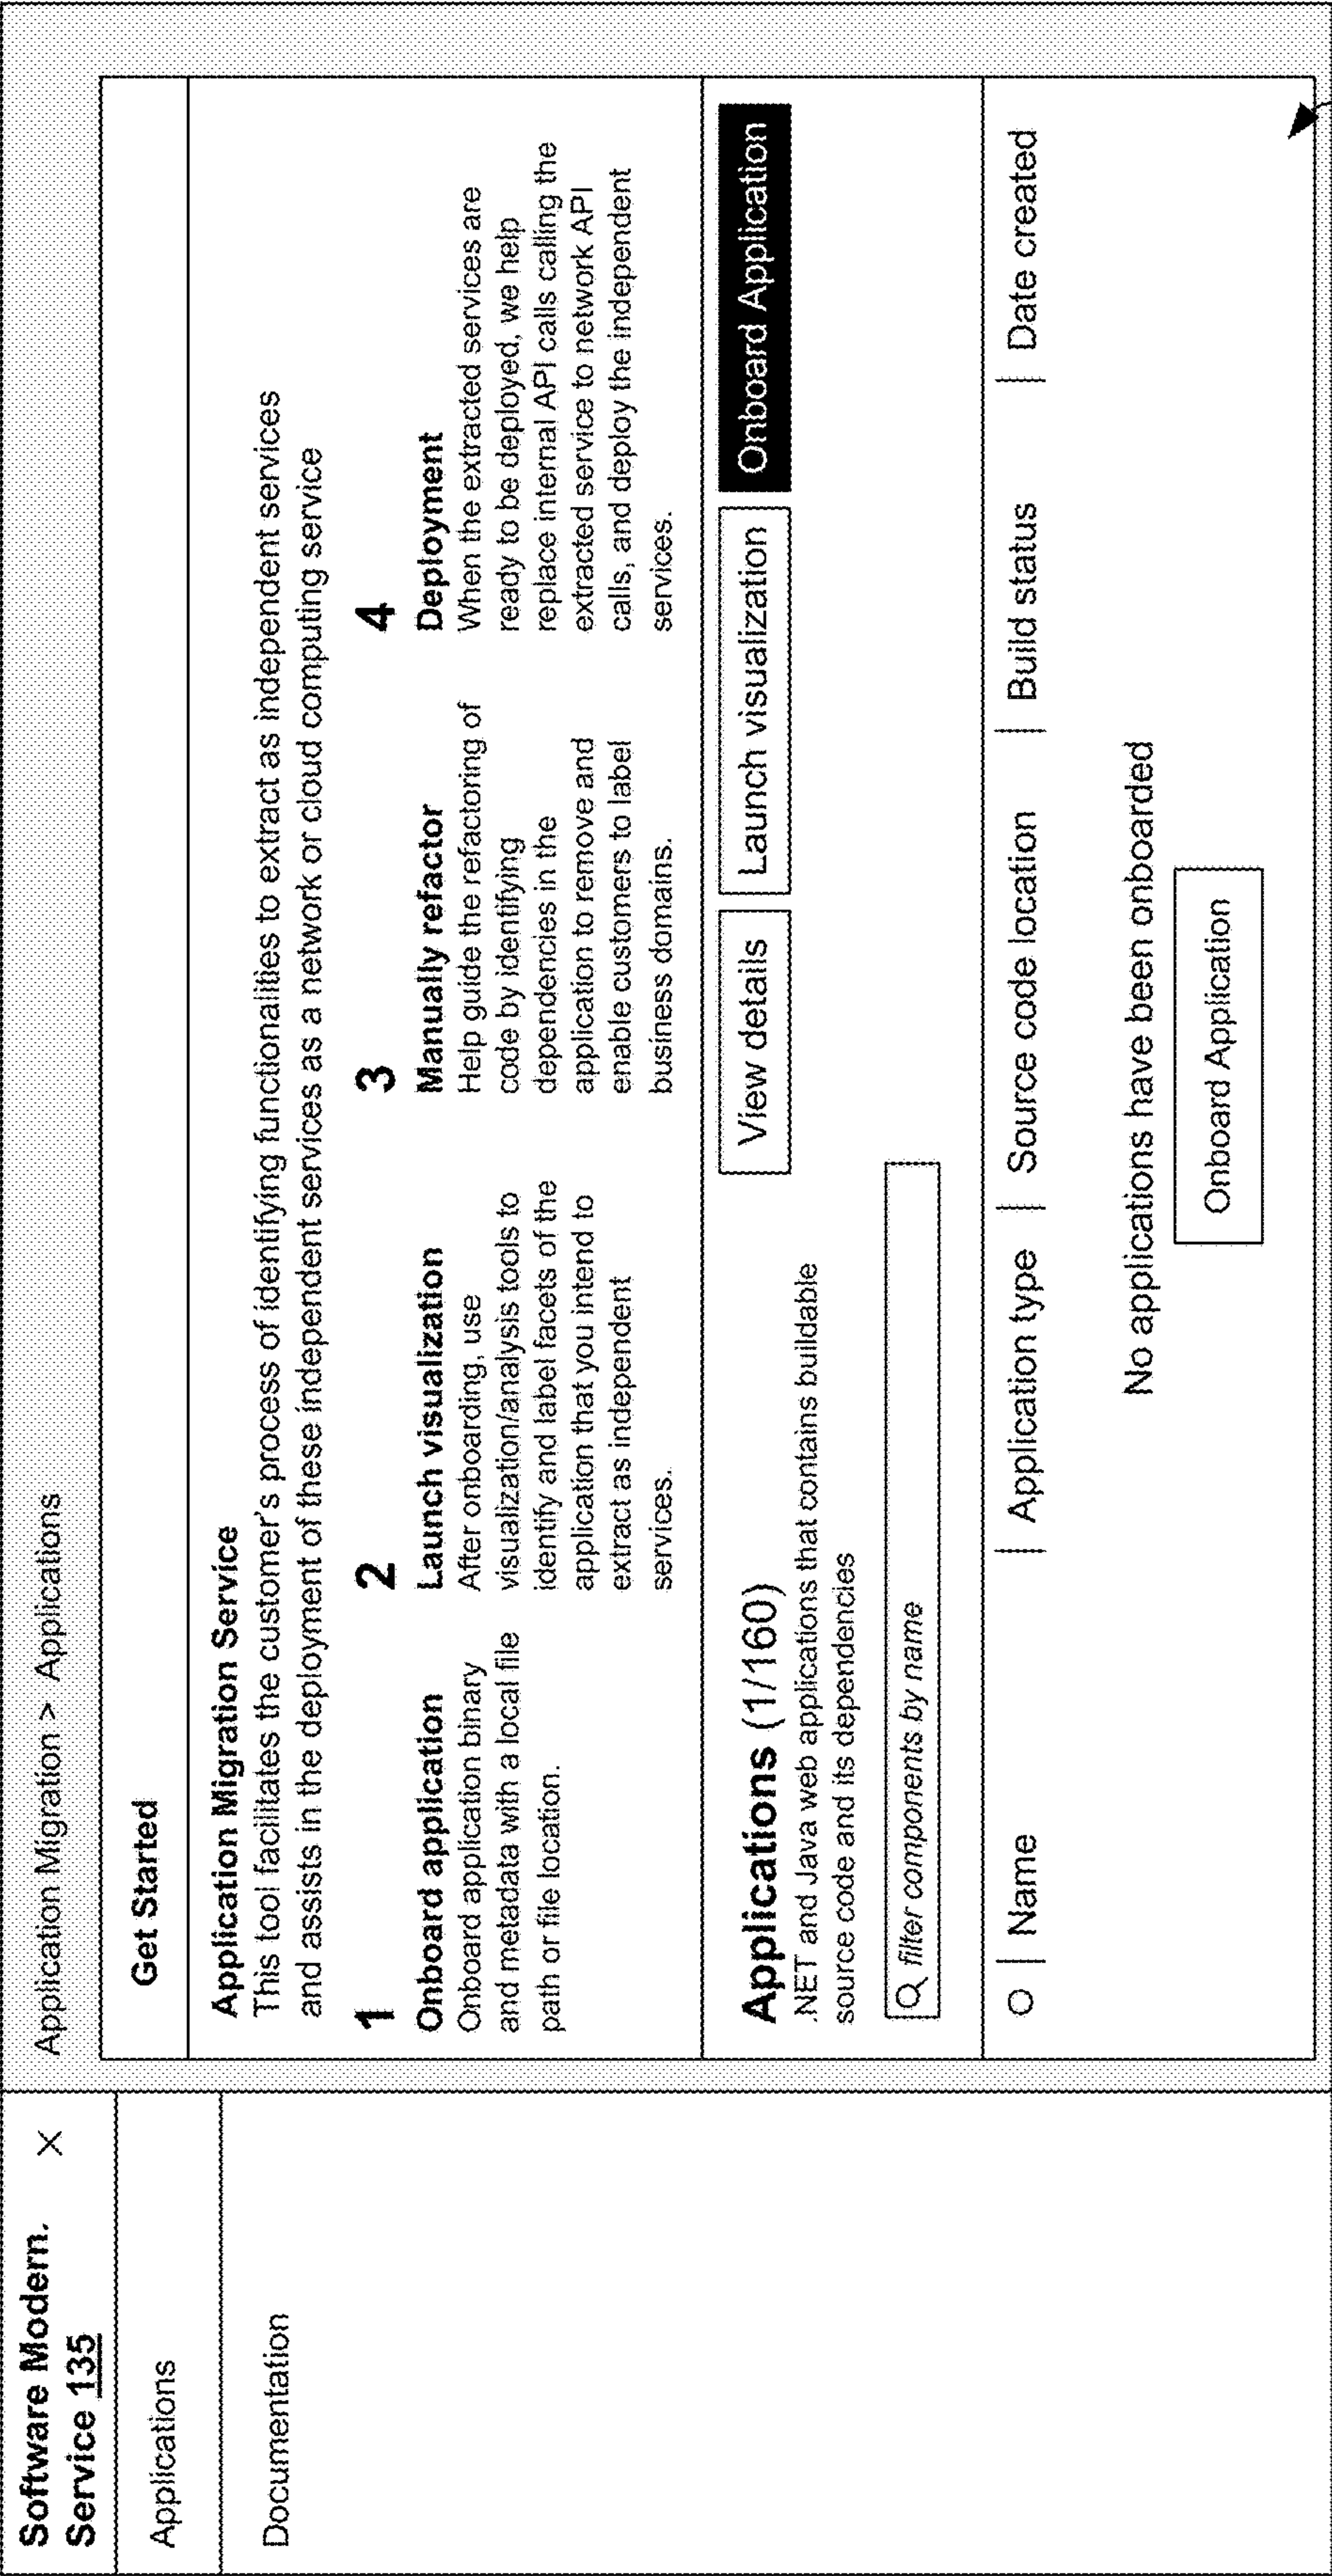 Software Modern.
Service 135
X
Applications
Documentation
Application Migration > Applications
Get Started
Application Migration Service
This tool facilitates the customer's process of identifying functionalities to extract as independent services
and assists in the deployment of these independent services as a network or cloud computing service
1
Onboard application
Onboard application binary
and metadata with a local file
path or file location.
2
Launch visualization
After onboarding, use
visualization/analysis tools to
identify and label facets of the
application that you intend to
extract as independent
services.
3
Manually refactor
Help guide the refactoring of
code by identifying
dependencies in the
application to remove and
enable customers to label
business domains.
4
Deployment
When the extracted services are
ready to be deployed, we help
replace internal API calls calling the
extracted service to network API
calls, and deploy the independent
services.
Applications (1/160)
.NET and Java web applications that contains buildable
source code and its dependencies
View details
Launch visualization
Onboard Application
filter components by name
Name | Application type | Source code location | Build status | Date created
No applications have been onboarded
Onboard Application